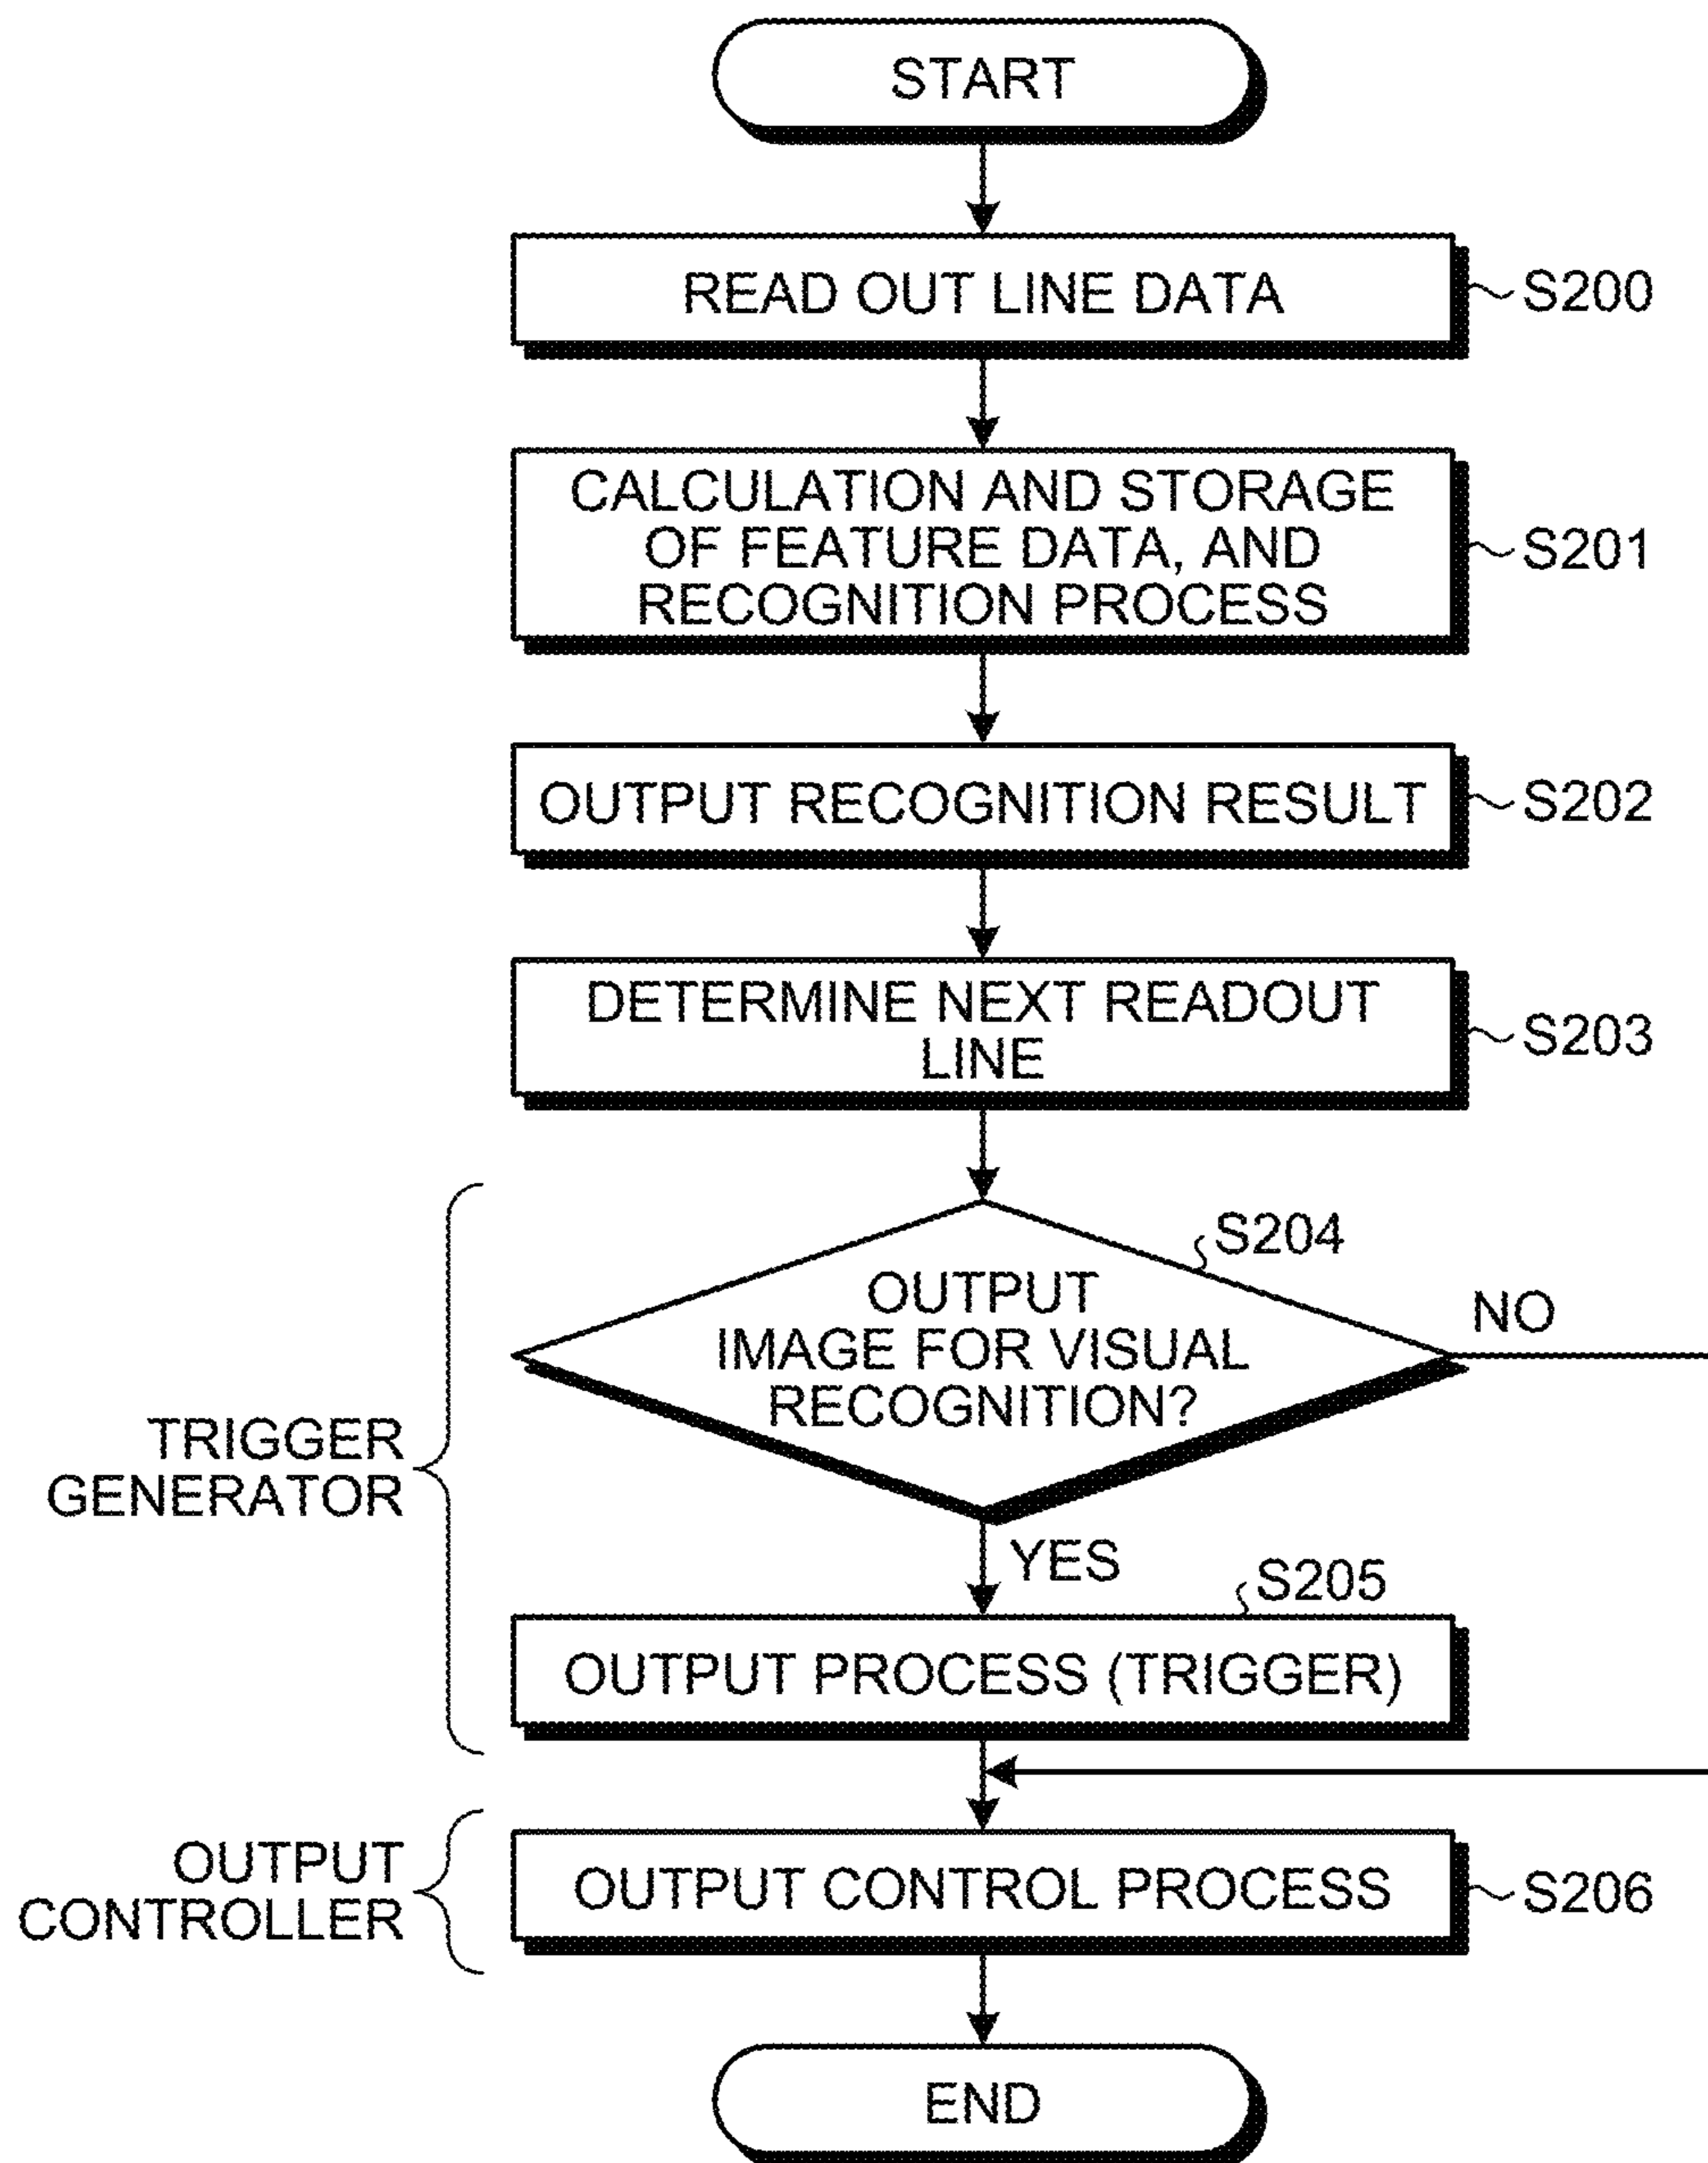 START
READ OUT LINE DATA
S200
CALCULATION AND STORAGE
OF FEATURE DATA, AND
RECOGNITION PROCESS
S201
OUTPUT RECOGNITION RESULT
S202
DETERMINE NEXT READOUT
LINE
S203
S204
OUTPUT
IMAGE FOR VISUAL
RECOGNITION?
NO
TRIGGER
GENERATOR
YES
S205
OUTPUT PROCESS (TRIGGER)
OUTPUT
CONTROLLER
OUTPUT CONTROL PROCESS
S206
END